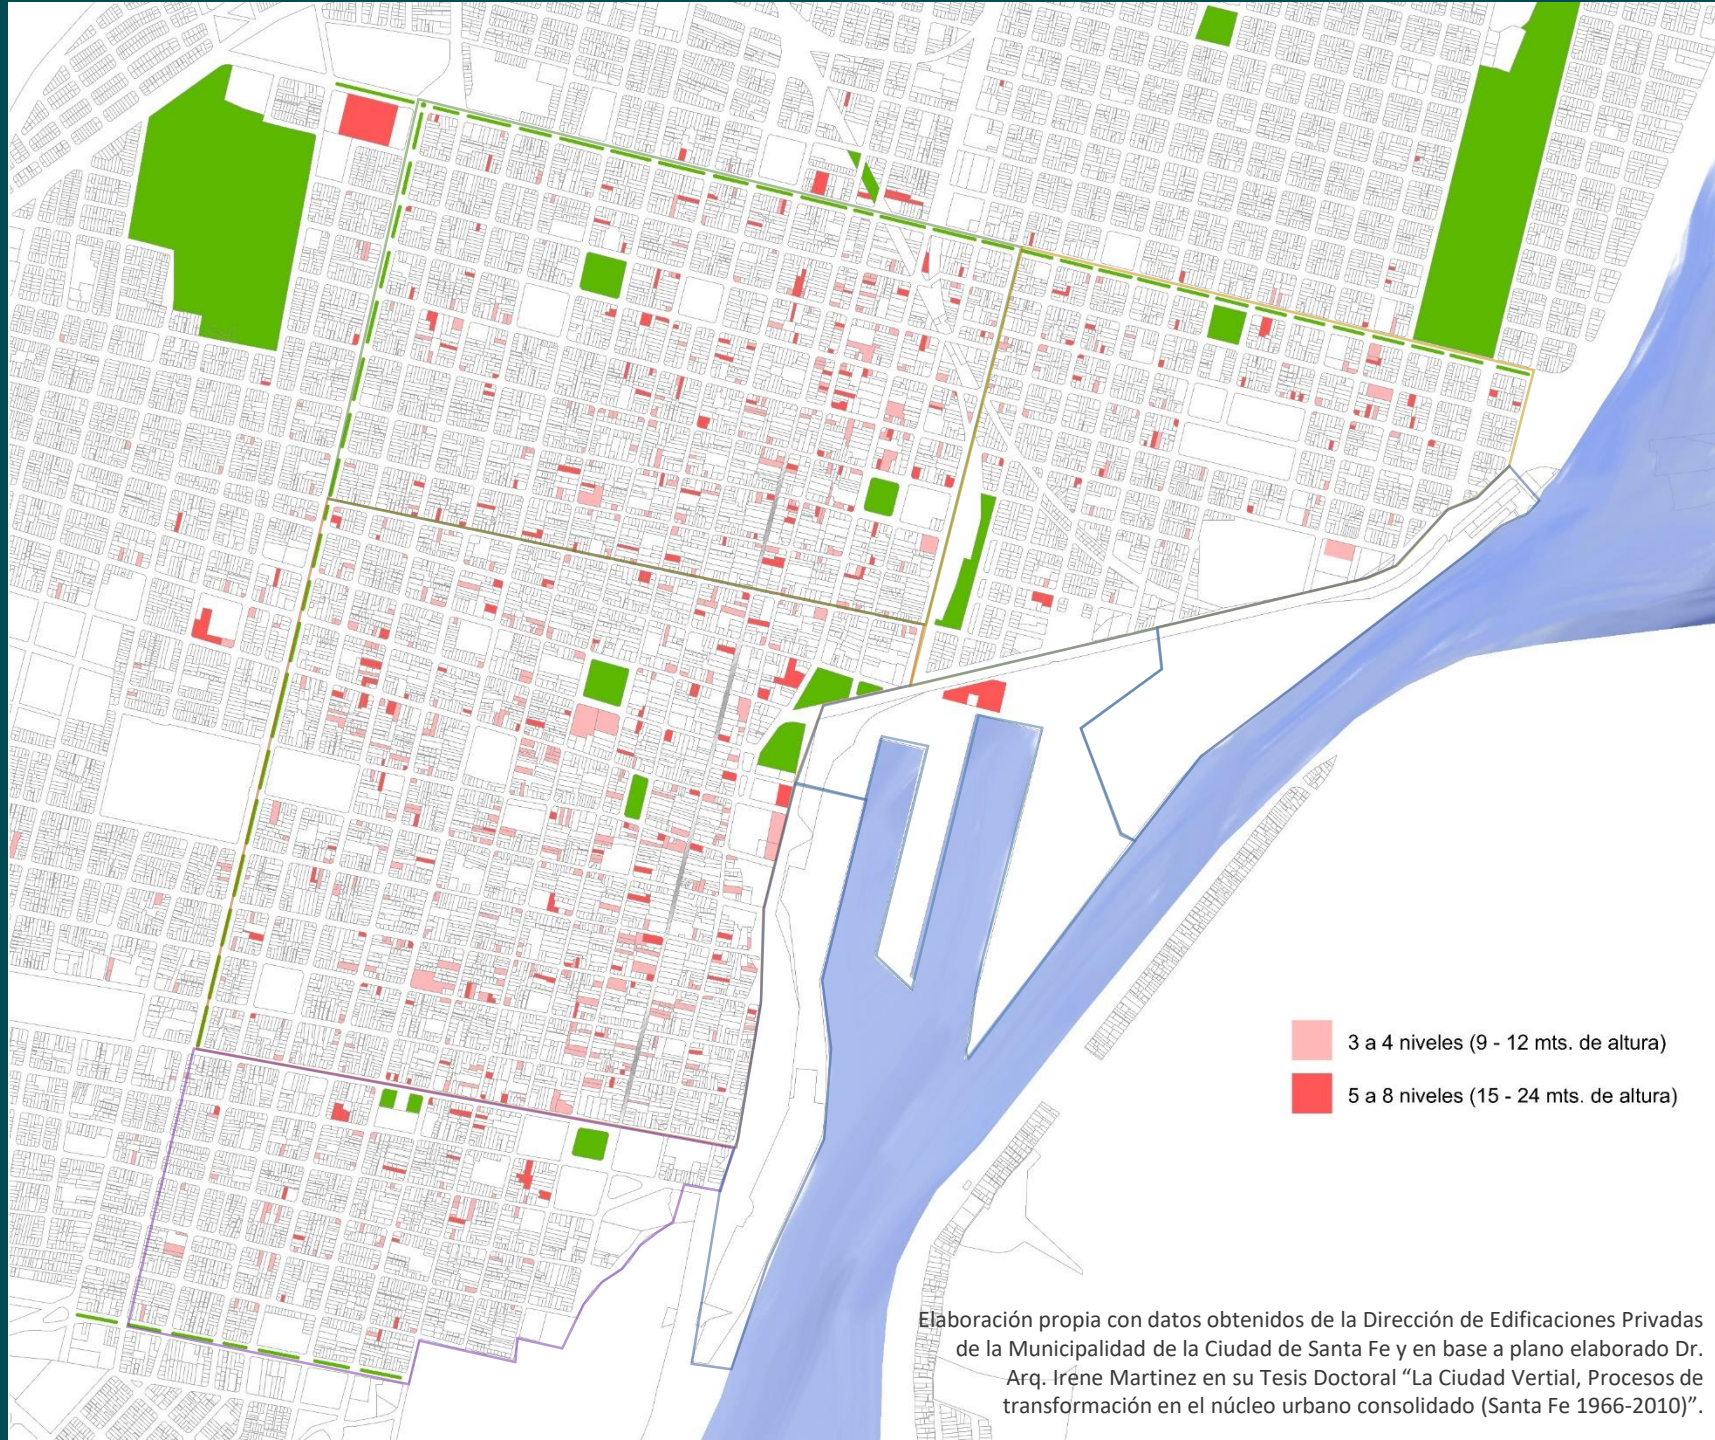 3 a 4 niveles (9 - 12 mts. de altura)
5 a 8 niveles (15 - 24 mts. de altura)
Elaboración propia con datos obtenidos de la Dirección de Edificaciones Privadas
de la Municipalidad de la Ciudad de Santa Fe y en base a plano elaborado Dr.
Arq. Irene Martinez en su Tesis Doctoral “La Ciudad Vertial, Procesos de
transformación en el núcleo urbano consolidado (Santa Fe 1966-2010)”.